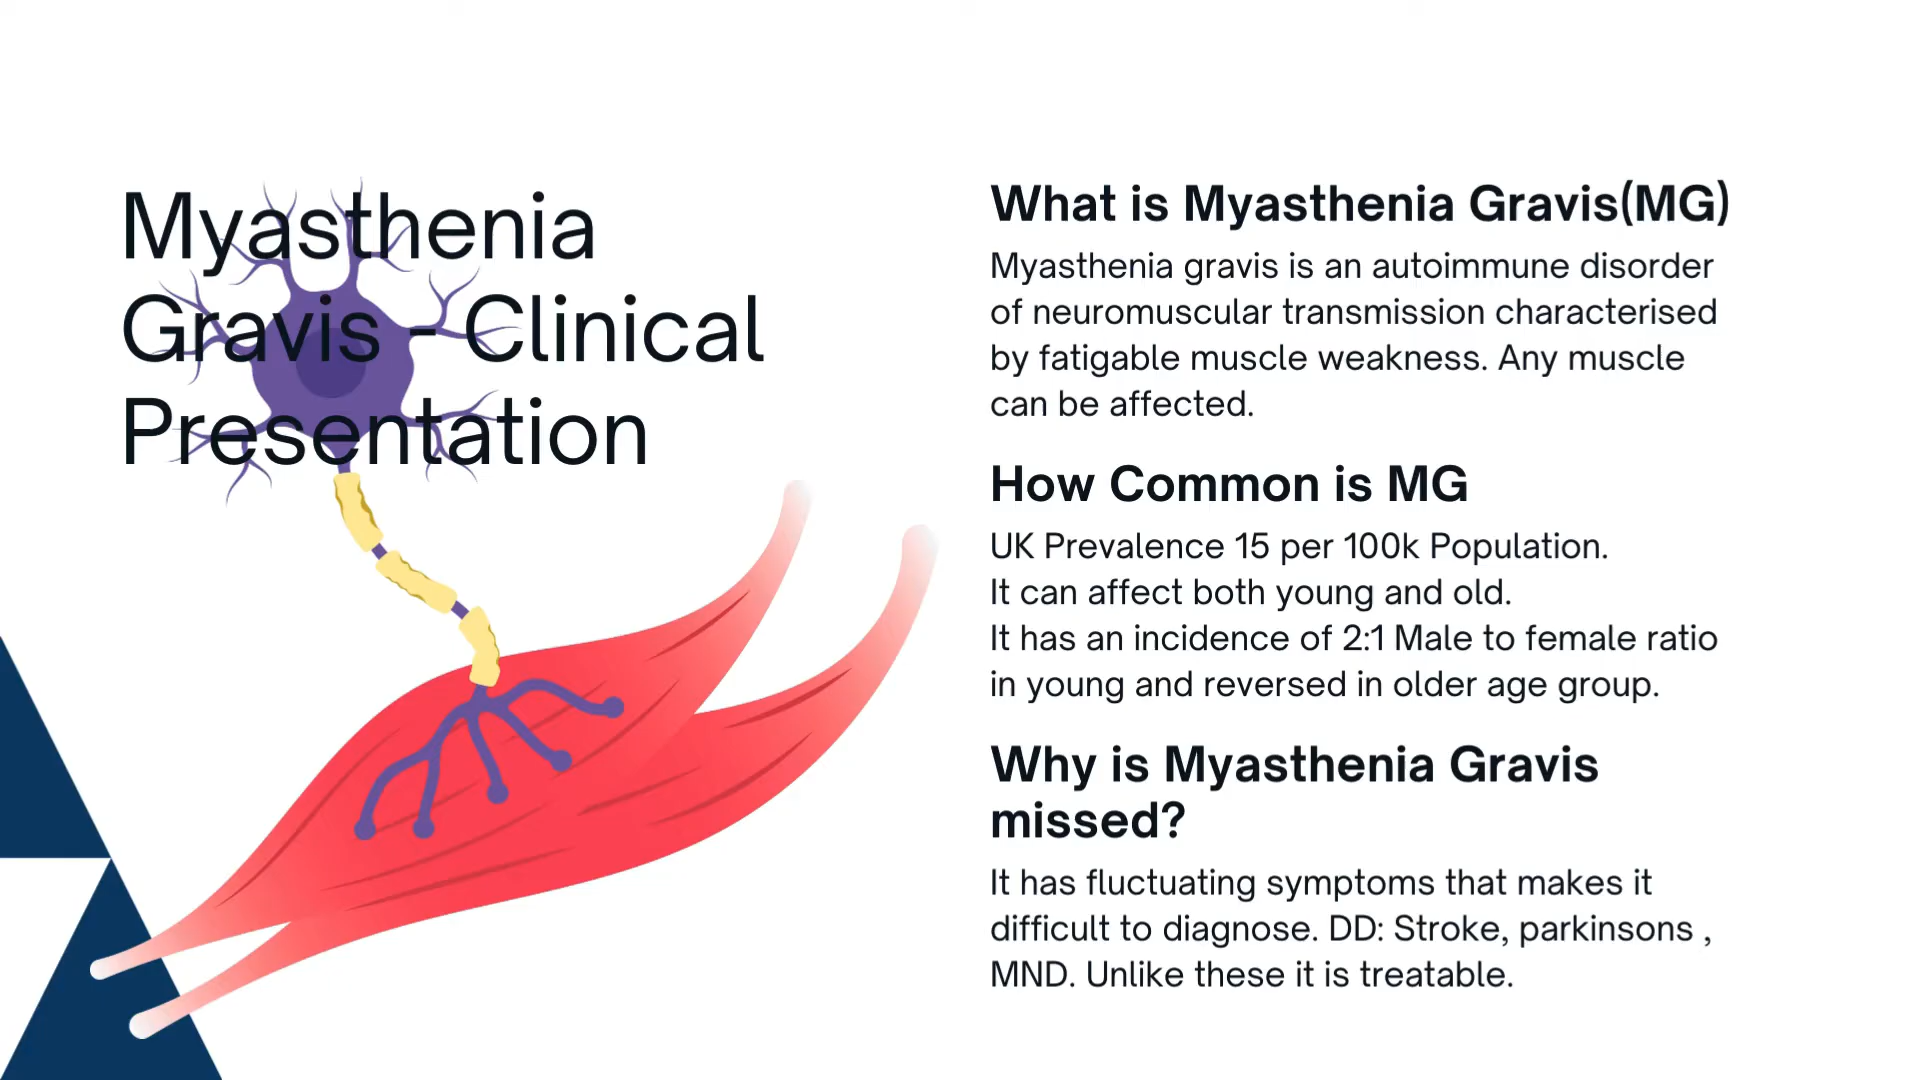 Myasthenia
Gravis - Clinical
Presentation
What is Myasthenia Gravis(MG)
Myasthenia gravis is an autoimmune disorder
of neuromuscular transmission characterised
by fatigable muscle weakness. Any muscle
can be affected.
How Common is MG
UK Prevalence 15 per 100k Population.
It can affect both young and old.
It has an incidence of 2:1 Male to female ratio
in young and reversed in older age group.
Why is Myasthenia Gravis
missed?
It has fluctuating symptoms that makes it
difficult to diagnose. DD: Stroke, parkinsons ,
MND. Unlike these it is treatable.